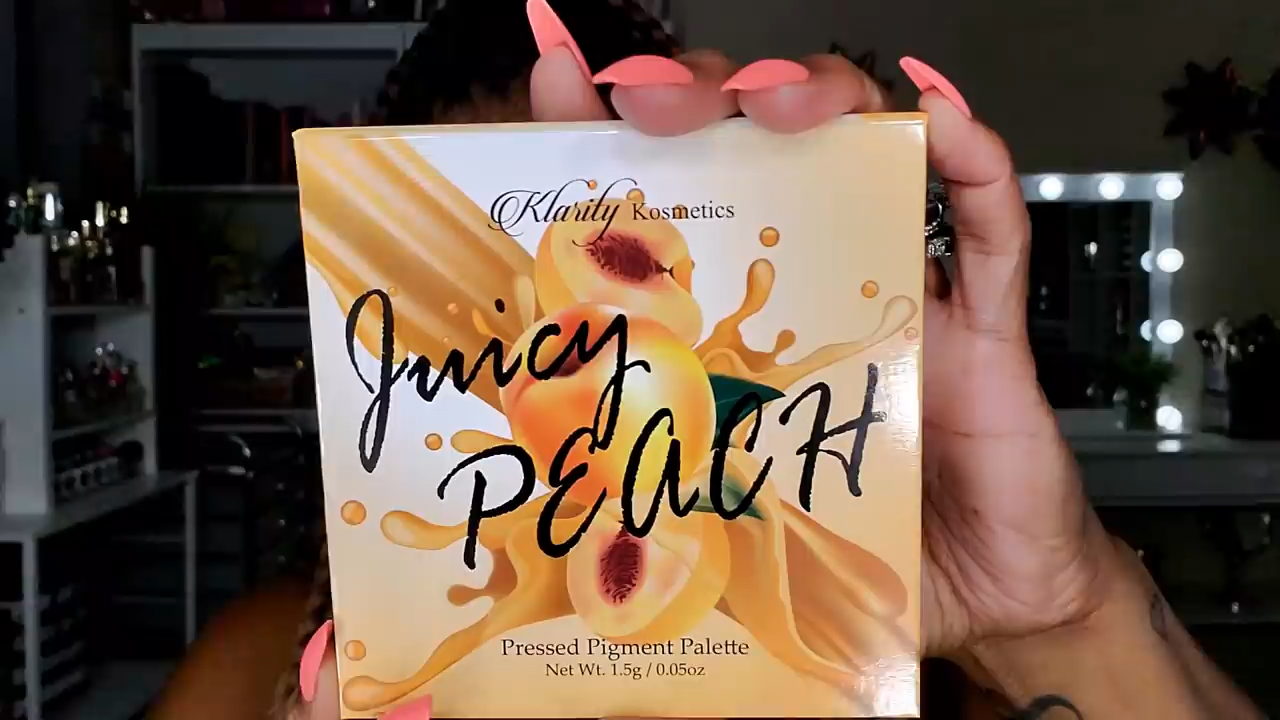 Klarity Kosmetics
Juicy
PEACH
Pressed Pigment Palette
Net Wt. 1.5g / 0.05oz